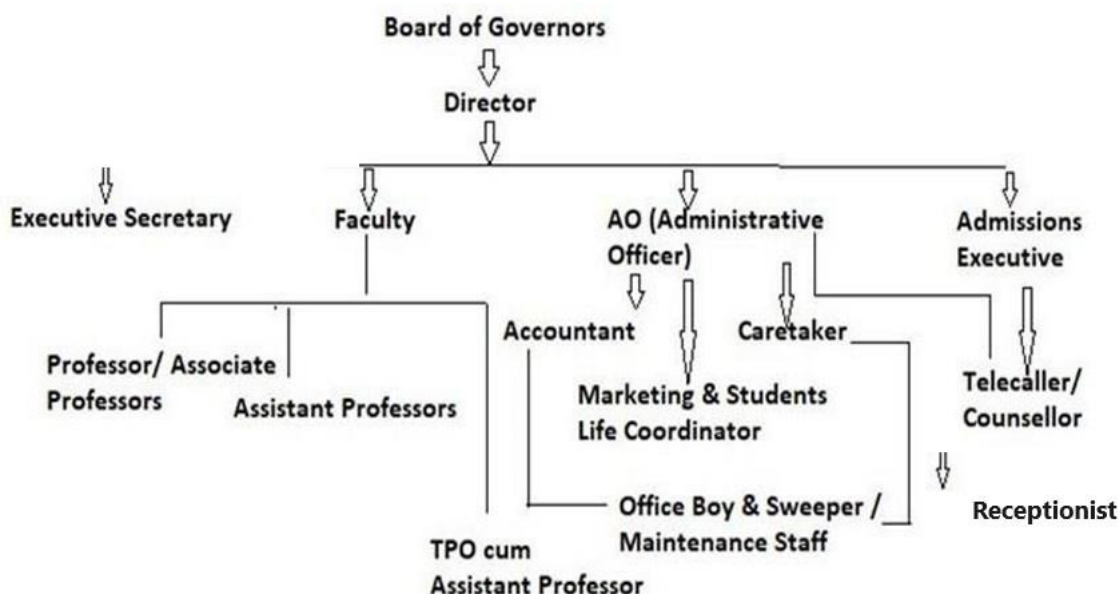 Board of Governors
Director
Executive Secretary
Faculty
AO (Administrative
Officer)
Admissions
Executive
Accountant
Caretaker
Professor/ Associate
Professors
Assistant Professors
Marketing & Students
Life Coordinator
Telecaller/
Counsellor
Office Boy & Sweeper /
Maintenance Staff
Receptionist
TPO cum
Assistant Professor